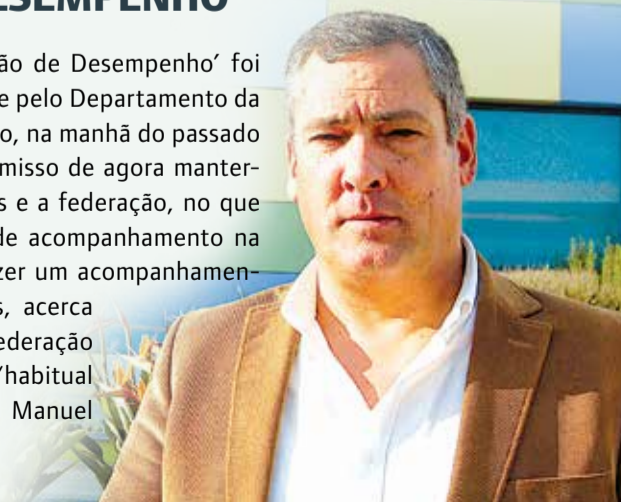 DESEMPENHO
ão de Desempenho’ foi
e pelo Departamento da
o, na manhã do passado
misso de agora manter-
s e a federação, no que
de acompanhamento na
zer um acompanhamen-
s, acerca
ederação
‘habitual
Manuel